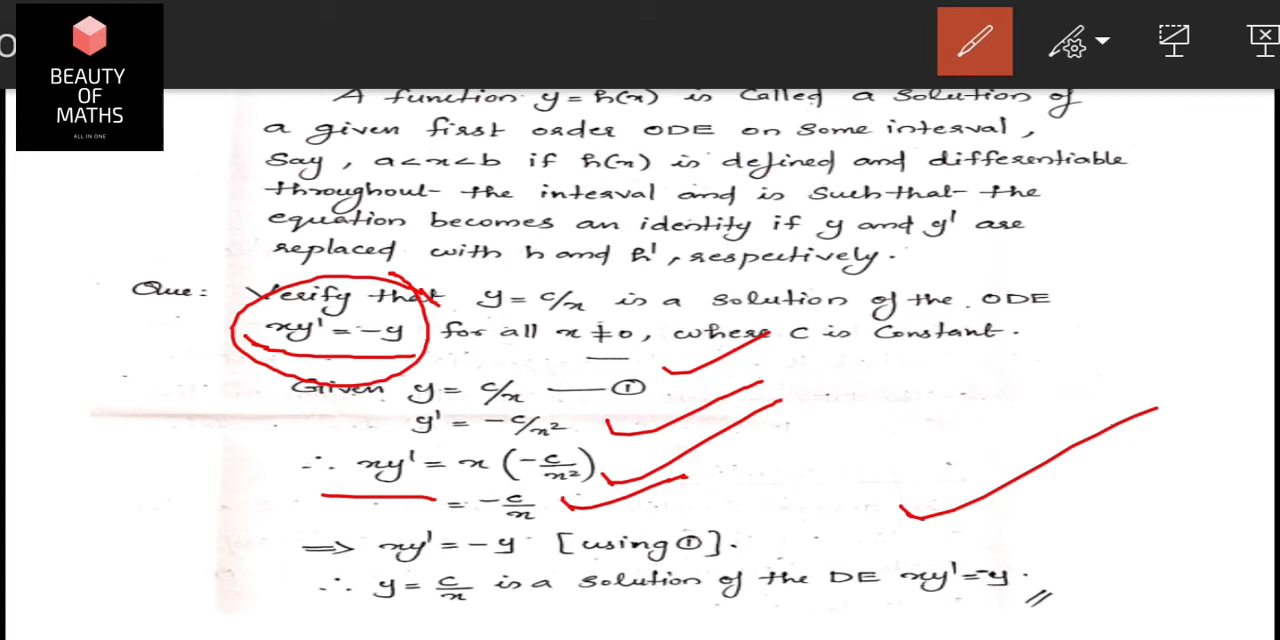 BEAUTY
OF
MATHS
ALL IN ONE
A function y = h(x) is called a solution of
a given first order ODE on some interval,
Say, a<x<b if h(x) is defined and differentiable
throughout the interval and is such that the
equation becomes an identity if y and y' are
replaced with h and h', respectively.
Que: Verify that y = c/x is a solution of the ODE
xy' = -y for all x ≠ 0, where c is constant.
Given y = c/x —— ①
y' = -c/x²
∴ xy' = x (-c/x²)
= -c/x
⇒ xy' = -y [using ①].
∴ y = c/x is a solution of the DE xy' = -y. //